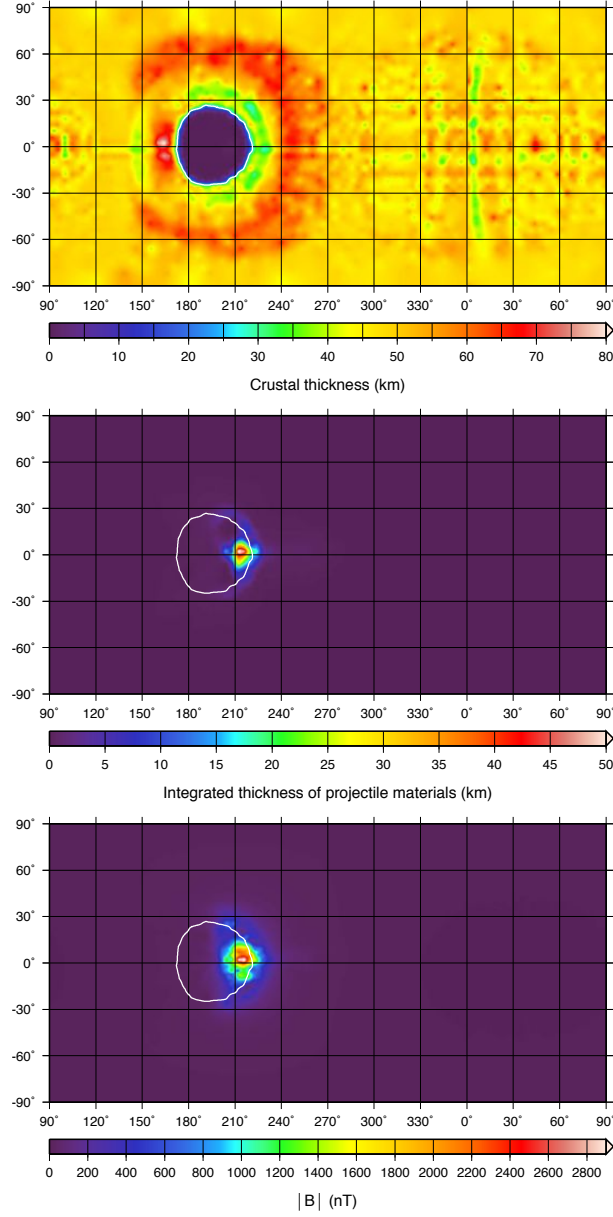 90˚
60˚
30˚
0˚
-30˚
-60˚
-90˚
90˚ 120˚ 150˚ 180˚ 210˚ 240˚ 270˚ 300˚ 330˚ 0˚ 30˚ 60˚ 90˚
0 10 20 30 40 50 60 70 80
Crustal thickness (km)
90˚
60˚
30˚
0˚
-30˚
-60˚
-90˚
90˚ 120˚ 150˚ 180˚ 210˚ 240˚ 270˚ 300˚ 330˚ 0˚ 30˚ 60˚ 90˚
0 5 10 15 20 25 30 35 40 45 50
Integrated thickness of projectile materials (km)
90˚
60˚
30˚
0˚
-30˚
-60˚
-90˚
90˚ 120˚ 150˚ 180˚ 210˚ 240˚ 270˚ 300˚ 330˚ 0˚ 30˚ 60˚ 90˚
0 200 400 600 800 1000 1200 1400 1600 1800 2000 2200 2400 2600 2800
|B| (nT)